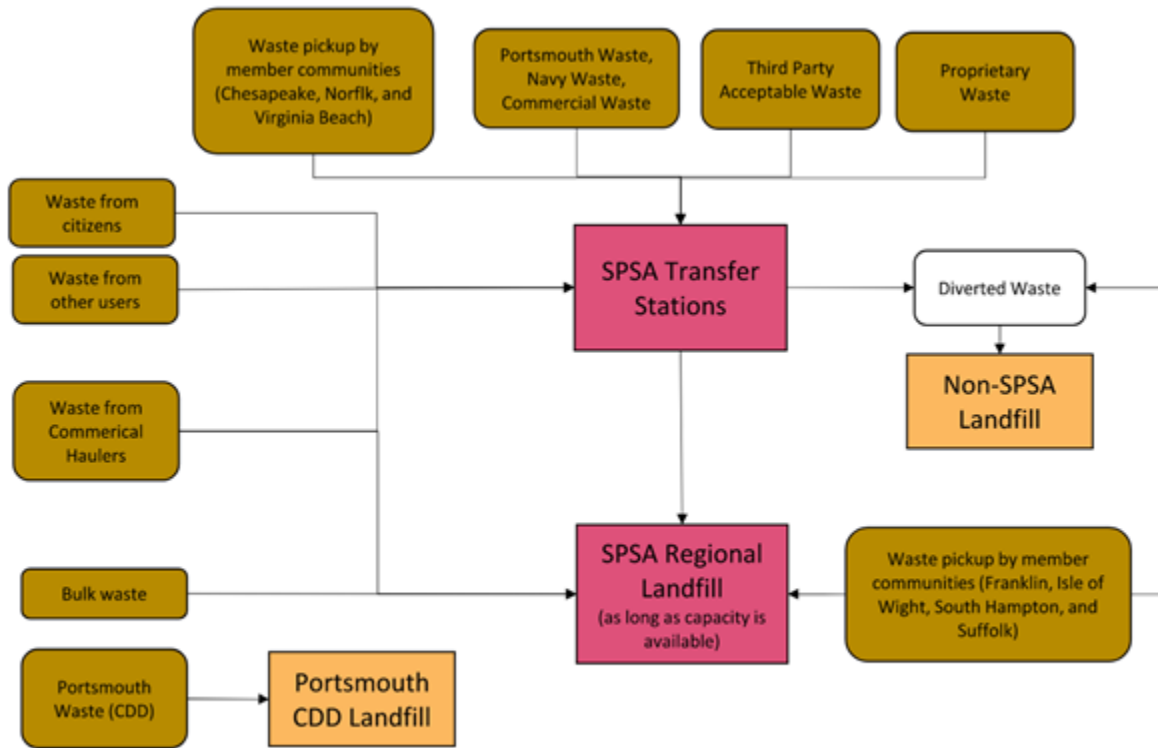 Waste pickup by
member communities
(Chesapeake, Norflk, and
Virginia Beach)
Portsmouth Waste,
Navy Waste,
Commercial Waste
Third Party
Acceptable Waste
Proprietary
Waste
Waste from
citizens
Waste from
other users
SPSA Transfer
Stations
Diverted Waste
Non-SPSA
Landfill
Waste from
Commerical
Haulers
Bulk waste
SPSA Regional
Landfill
(as long as capacity is
available)
Waste pickup by member
communities (Franklin, Isle of
Wight, South Hampton, and
Suffolk)
Portsmouth
Waste (CDD)
Portsmouth
CDD Landfill